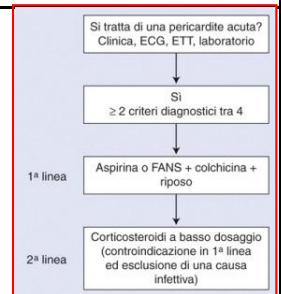 Si tratta di una pericardite acuta?
Clinica, ECG, ETT, laboratorio
Sì
≥ 2 criteri diagnostici tra 4
1ª linea
Aspirina o FANS + colchicina +
riposo
2ª linea
Corticosteroidi a basso dosaggio
(controindicazione in 1ª linea
ed esclusione di una causa
infettiva)